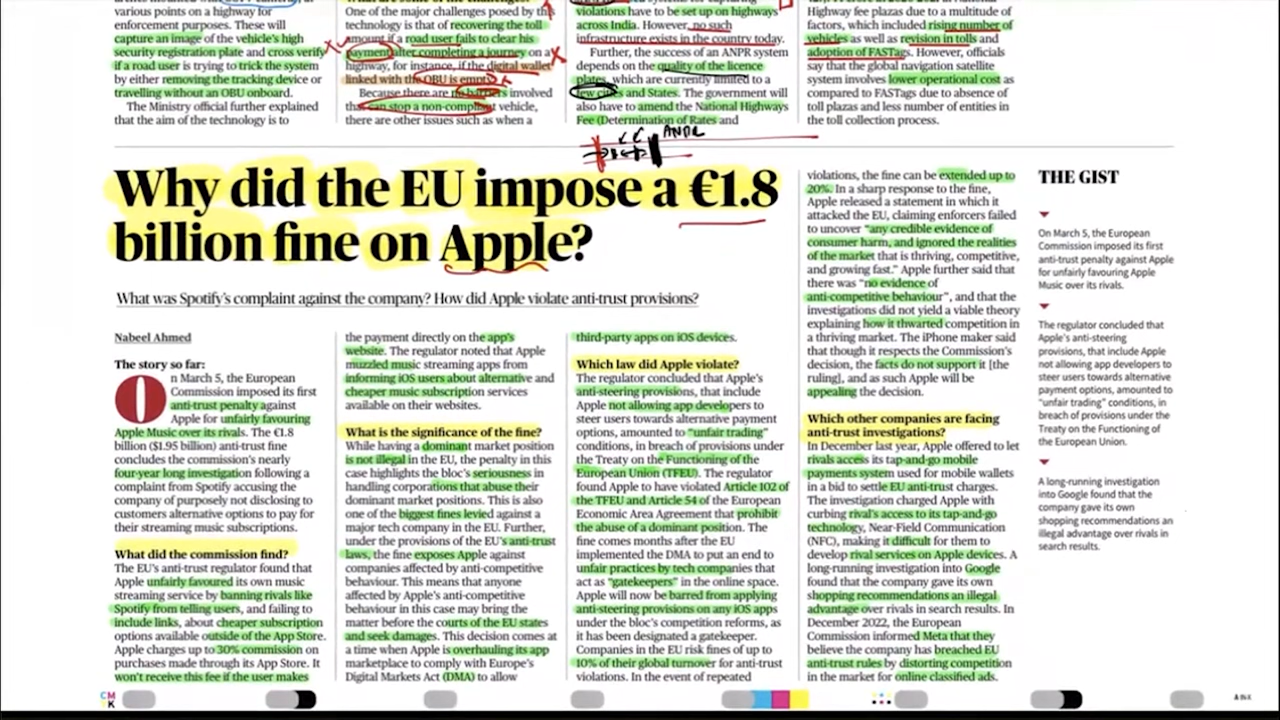 various points on a highway for
enforcement purposes. These will
capture an image of the vehicle's high
security registration plate and cross verify
if a road user is trying to trick the system
by either removing the tracking device or
travelling without an OBU onboard.
The Ministry official further explained
that the aim of the technology is to
One of the major challenges posed by this
technology is that of recovering the toll
amount if a road user fails to clear his
payment after completing a journey on a
highway, for instance, if the digital wallet
linked with the OBU is empty.
Because there are no barriers involved
that can stop a non-compliant vehicle,
there are other issues such as when a
violations have to be set up on highways
across India. However, no such
infrastructure exists in the country today.
Further, the success of an ANPR system
depends on the quality of the licence
plates, which are currently limited to a
few cities and States. The government will
also have to amend the National Highways
Fee (Determination of Rates and
Highway fee plazas due to a multitude of
factors, which included rising number of
vehicles as well as revision in tolls and
adoption of FASTags. However, officials
say that the global navigation satellite
system involves lower operational cost as
compared to FASTags due to absence of
toll plazas and less number of entities in
the toll collection process.
ANPR
Why did the EU impose a €1.8
billion fine on Apple?
What was Spotify's complaint against the company? How did Apple violate anti-trust provisions?
Nabeel Ahmed
The story so far:
On March 5, the European
Commission imposed its first
anti-trust penalty against
Apple for unfairly favouring
Apple Music over its rivals. The €1.8
billion ($1.95 billion) anti-trust fine
concludes the commission's nearly
four-year long investigation following a
complaint from Spotify accusing the
company of purposely not disclosing to
customers alternative options to pay for
their streaming music subscriptions.
What did the commission find?
The EU's anti-trust regulator found that
Apple unfairly favoured its own music
streaming service by banning rivals like
Spotify from telling users, and failing to
include links, about cheaper subscription
options available outside of the App Store.
Apple charges up to 30% commission on
purchases made through its App Store. It
won't receive this fee if the user makes
the payment directly on the app's
website. The regulator noted that Apple
muzzled music streaming apps from
informing iOS users about alternative and
cheaper music subscription services
available on their websites.
What is the significance of the fine?
While having a dominant market position
is not illegal in the EU, the penalty in this
case highlights the bloc's seriousness in
handling corporations that abuse their
dominant market positions. This is also
one of the biggest fines levied against a
major tech company in the EU. Further,
under the provisions of the EU's anti-trust
laws, the fine exposes Apple against
companies affected by anti-competitive
behaviour. This means that anyone
affected by Apple's anti-competitive
behaviour in this case may bring the
matter before the courts of the EU states
and seek damages. This decision comes at
a time when Apple is overhauling its app
marketplace to comply with Europe's
Digital Markets Act (DMA) to allow
third-party apps on iOS devices.
Which law did Apple violate?
The regulator concluded that Apple's
anti-steering provisions, that include
Apple not allowing app developers to
steer users towards alternative payment
options, amounted to "unfair trading"
conditions, in breach of provisions under
the Treaty on the Functioning of the
European Union (TFEU). The regulator
found Apple to have violated Article 102 of
the TFEU and Article 54 of the European
Economic Area Agreement that prohibit
the abuse of a dominant position. The
fine comes months after the EU
implemented the DMA to put an end to
unfair practices by tech companies that
act as "gatekeepers" in the online space.
Apple will now be barred from applying
anti-steering provisions on any iOS apps
under the bloc's competition reforms, as
it has been designated a gatekeeper.
Companies in the EU risk fines of up to
10% of their global turnover for anti-trust
violations. In the event of repeated
violations, the fine can be extended up to
20%. In a sharp response to the fine,
Apple released a statement in which it
attacked the EU, claiming enforcers failed
to uncover "any credible evidence of
consumer harm, and ignored the realities
of the market that is thriving, competitive,
and growing fast." Apple further said that
there was "no evidence of
anti-competitive behaviour", and that the
investigations did not yield a viable theory
explaining how it thwarted competition in
a thriving market. The iPhone maker said
that though it respects the Commission's
decision, the facts do not support it [the
ruling], and as such Apple will be
appealing the decision.
Which other companies are facing
anti-trust investigations?
In December last year, Apple offered to let
rivals access its tap-and-go mobile
payments system used for mobile wallets
in a bid to settle EU anti-trust charges.
The investigation charged Apple with
curbing rival's access to its tap-and-go
technology, Near-Field Communication
(NFC), making it difficult for them to
develop rival services on Apple devices. A
long-running investigation into Google
found that the company gave its own
shopping recommendations an illegal
advantage over rivals in search results. In
December 2022, the European
Commission informed Meta that they
believe the company has breached EU
anti-trust rules by distorting competition
in the market for online classified ads.
THE GIST
On March 5, the European
Commission imposed its first
anti-trust penalty against Apple
for unfairly favouring Apple
Music over its rivals.
The regulator concluded that
Apple's anti-steering
provisions, that include Apple
not allowing app developers to
steer users towards alternative
payment options, amounted to
"unfair trading" conditions, in
breach of provisions under the
Treaty on the Functioning of
the European Union.
A long-running investigation
into Google found that the
company gave its own
shopping recommendations an
illegal advantage over rivals in
search results.
CM
YK